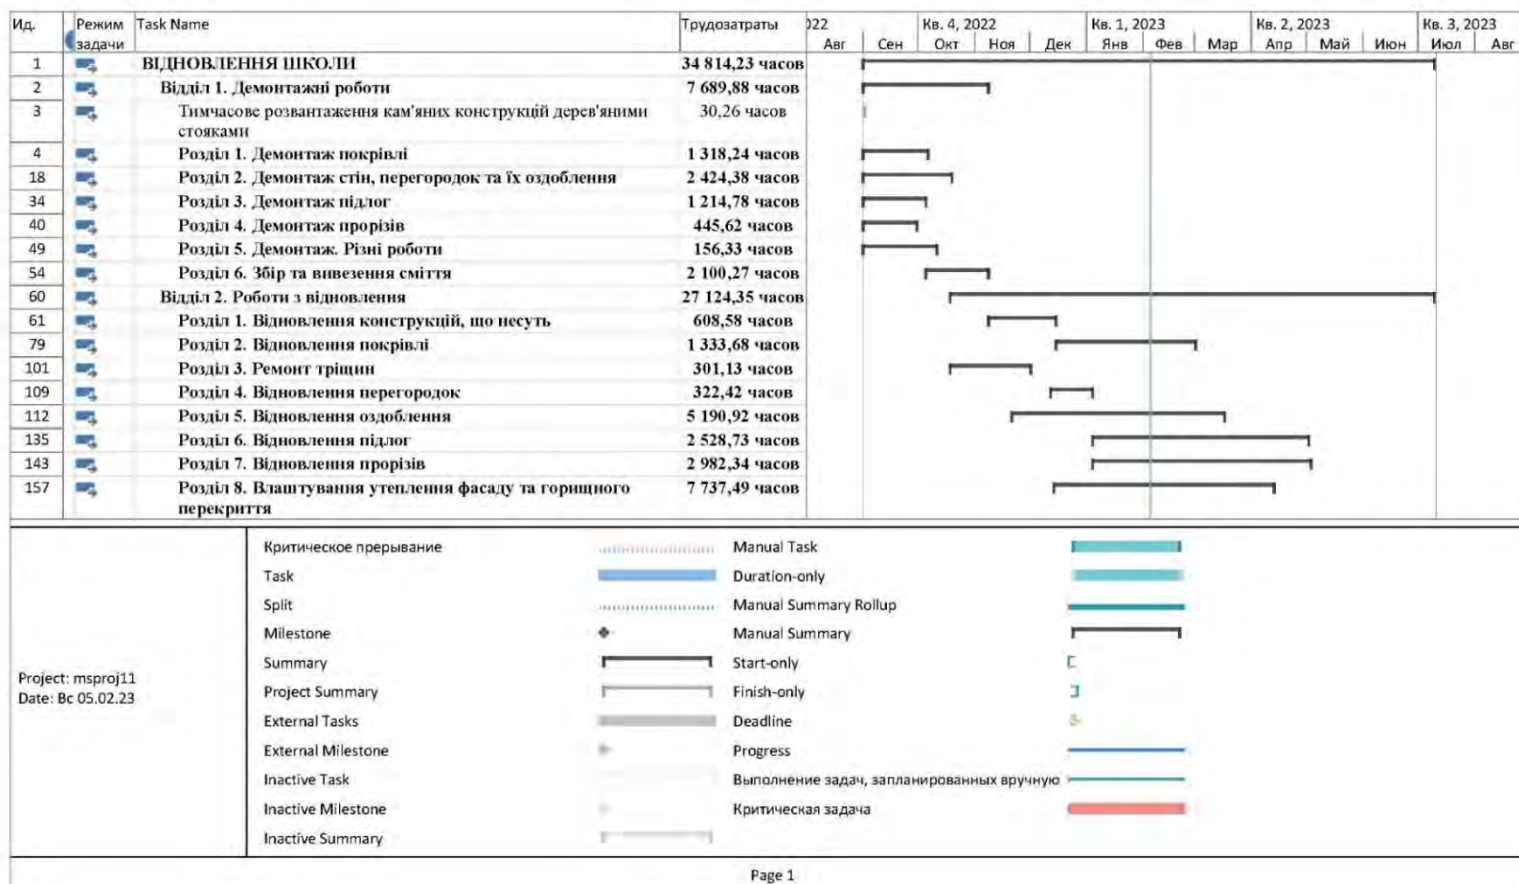 Ид. Режим задачи Task Name Трудозатраты 022 Кв. 4, 2022 Кв. 1, 2023 Кв. 2, 2023 Кв. 3, 2023
Авг Сен Окт Ноя Дек Янв Фев Мар Апр Май Июн Июл Авг
1 ВІДНОВЛЕННЯ ШКОЛИ 34 814,23 часов
2 Відділ 1. Демонтажні роботи 7 689,88 часов
3 Тимчасове розвантаження кам'яних конструкцій дерев'яними 30,26 часов
стояками
4 Розділ 1. Демонтаж покрівлі 1 318,24 часов
18 Розділ 2. Демонтаж стін, перегородок та їх оздоблення 2 424,38 часов
34 Розділ 3. Демонтаж підлог 1 214,78 часов
40 Розділ 4. Демонтаж прорізів 445,62 часов
49 Розділ 5. Демонтаж. Різні роботи 156,33 часов
54 Розділ 6. Збір та вивезення сміття 2 100,27 часов
60 Відділ 2. Роботи з відновлення 27 124,35 часов
61 Розділ 1. Відновлення конструкцій, що несуть 608,58 часов
79 Розділ 2. Відновлення покрівлі 1 333,68 часов
101 Розділ 3. Ремонт тріщин 301,13 часов
109 Розділ 4. Відновлення перегородок 322,42 часов
112 Розділ 5. Відновлення оздоблення 5 190,92 часов
135 Розділ 6. Відновлення підлог 2 528,73 часов
143 Розділ 7. Відновлення прорізів 2 982,34 часов
157 Розділ 8. Влаштування утеплення фасаду та горищного 7 737,49 часов
перекриття
Project: msproj11
Date: Вс 05.02.23
Критическое прерывание
Task
Split
Milestone
Summary
Project Summary
External Tasks
External Milestone
Inactive Task
Inactive Milestone
Inactive Summary
Manual Task
Duration-only
Manual Summary Rollup
Manual Summary
Start-only
Finish-only
Deadline
Progress
Выполнение задач, запланированных вручную
Критическая задача
Page 1